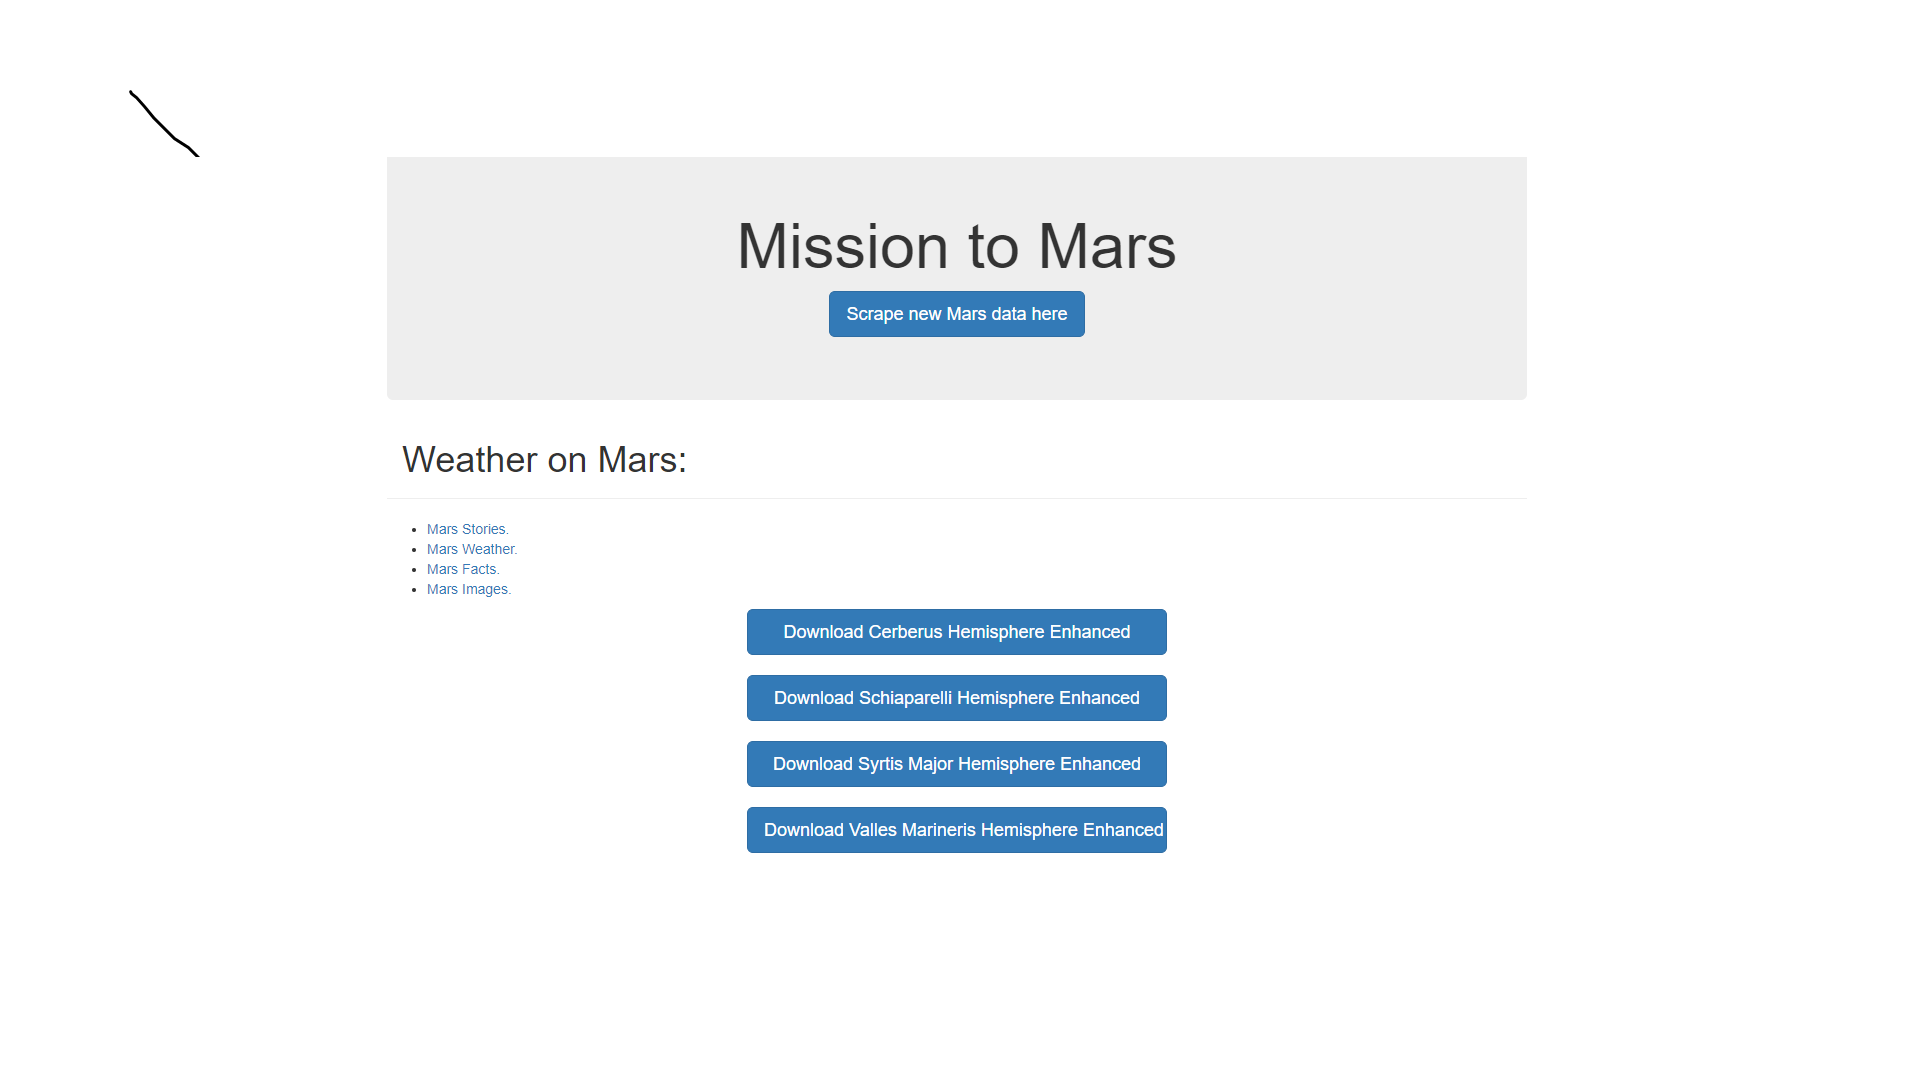 Mission to Mars
Scrape new Mars data here
Weather on Mars:
Mars Stories.
Mars Weather.
Mars Facts.
Mars Images.
Download Cerberus Hemisphere Enhanced
Download Schiaparelli Hemisphere Enhanced
Download Syrtis Major Hemisphere Enhanced
Download Valles Marineris Hemisphere Enhanced